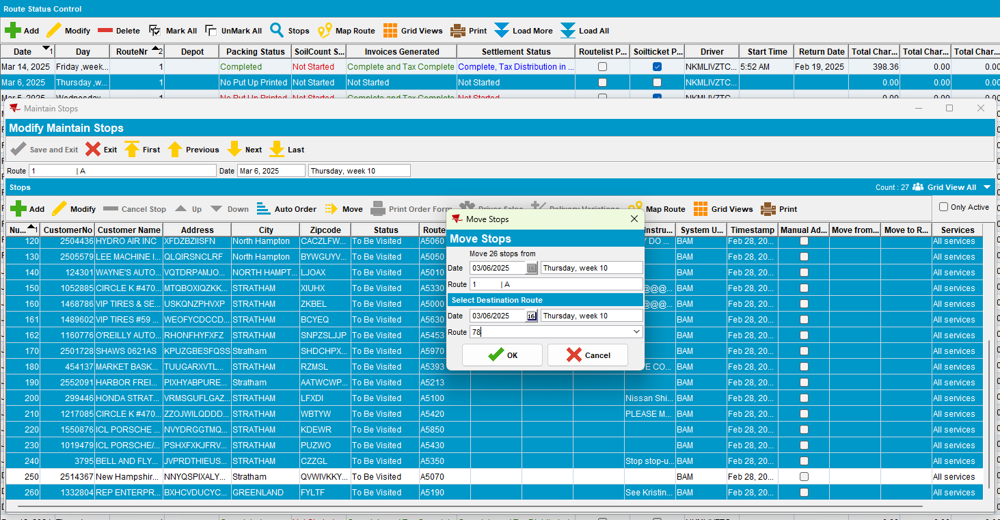 Route Status Control
Add Modify Delete Mark All UnMark All Stops Map Route Grid Views Print Load More Load All
Date 1 Day RouteNr 2 Depot Packing Status SoilCount S... Invoices Generated Settlement Status Routelist P... Soilticket P... Driver Start Time Return Date Total Char... Total Char... Total Char...
Mar 14, 2025 Friday ,week... 1 Completed Not Started Complete and Tax Complete Complete, Tax Distribution in ... NKMLIVZTC... 5:52 AM Feb 19, 2025 398.36 0.00 0.00
Mar 6, 2025 Thursday ,w... 1 No Put Up Printed Not Started Not Started Not Started NKMLIVZTC... 0.00 0.00 0.00
Mar 5, 2025 Wednesday 1 No Put Up Printed Not Started Complete and Tax Complete Not Started NKMLIVZTC... 0.00 0.00 0.00
Maintain Stops
Modify Maintain Stops
Save and Exit Exit First Previous Next Last
Route 1 | A Date Mar 6, 2025 Thursday, week 10
Stops Count : 27 Grid View All
Add Modify Cancel Stop Up Down Auto Order Move Print Order Form Driver Sales Delivery Variations Map Route Grid Views Print Only Active
Nu... 1 CustomerNo Customer Name Address City Zipcode Status Route Instru... System U... Timestamp Manual Ad... Move from... Move to R... Services
120 2504436 HYDRO AIR INC XFDZBZIISFN North Hampton CACZLFW... To Be Visited A5060 Y DO ... BAM Feb 28, 20... All services
130 2505579 LEE MACHINE I... QLQIRSNCLRF North Hampton BYWGUYV... To Be Visited A5050 BAM Feb 28, 20... All services
140 124301 WAYNE'S AUTO... VQTDRPAMJO... NORTH HAMPT... LJOAX To Be Visited A5010 BAM Feb 28, 20... All services
150 1052885 CIRCLE K #470... MTQBOXIQZKK... STRATHAM XIUHX To Be Visited A5330 @@@... BAM Feb 28, 20... All services
160 1468786 VIP TIRES & SE... USKQNZPHVXP STRATHAM ZKBEL To Be Visited A5000 @@@... BAM Feb 28, 20... All services
161 1489602 VIP TIRES #59 ... WEOFYCDCCD... STRATHAM BCYEQ To Be Visited A5630 BAM Feb 28, 20... All services
162 1160776 O'REILLY AUTO... RHONFHYFXFZ STRATHAM SNPZSLJJP To Be Visited A5453 BAM Feb 28, 20... All services
170 2501728 SHAWS 0621AS KPUZGBESFQSS Stratham SHDCHPX... To Be Visited A5970 BAM Feb 28, 20... All services
180 454137 MARKET BASK... TUUGARXVTL... STRATHAM RZMSL To Be Visited A5393 E CO... BAM Feb 28, 20... All services
190 2552091 HARBOR FREI... PIXHYABPURE... Stratham AATWCWP... To Be Visited A5213 BAM Feb 28, 20... All services
200 299446 HONDA STRAT... VRMSGUFLGAZ... STRATHAM LFXDI To Be Visited A5100 Nissan Shi... BAM Feb 28, 20... All services
210 1217085 CIRCLE K #470... ZZOJWILQDDD... STRATHAM WBTYW To Be Visited A5420 PLEASE M... BAM Feb 28, 20... All services
220 1550876 ICL PORSCHE ... NVYDRGGTMQ... STRATHAM KDEWR To Be Visited A5850 BAM Feb 28, 20... All services
230 1019479 ICL PORSCHE/... PSHXFXKJFRV... STRATHAM PUZWO To Be Visited A5430 BAM Feb 28, 20... All services
240 3795 BELL AND FLY... JVPRDTHIEUS... STRATHAM CZZGL To Be Visited A5350 Stop stop-u... BAM Feb 28, 20... All services
250 2514367 New Hampshir... NNYQSPIXALY... Stratham QVWIVKKY... To Be Visited A5070 BAM Feb 28, 20... All services
260 1332804 REP ENTERPR... BXHCVDUCYC... GREENLAND FYLTF To Be Visited A5190 See Kristin... BAM Feb 28, 20... All services
Move Stops
Move Stops
Move 26 stops from
Date 03/06/2025 16 Thursday, week 10
Route 1 | A
Select Destination Route
Date 03/06/2025 16 Thursday, week 10
Route 78
OK Cancel